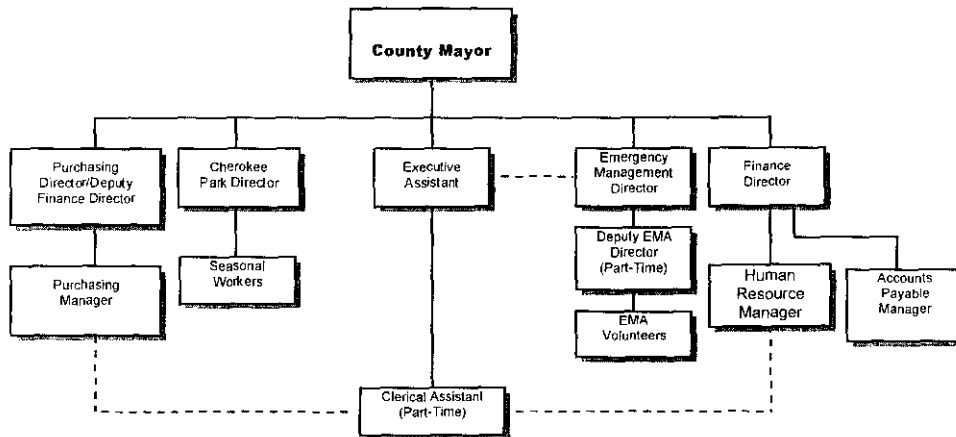 County Mayor
Purchasing
Director/Deputy
Finance Director
Cherokee
Park Director
Executive
Assistant
Emergency
Management
Director
Finance
Director
Purchasing
Manager
Seasonal
Workers
Deputy EMA
Director
(Part-Time)
Human
Resource
Manager
Accounts
Payable
Manager
EMA
Volunteers
Clerical Assistant
(Part-Time)